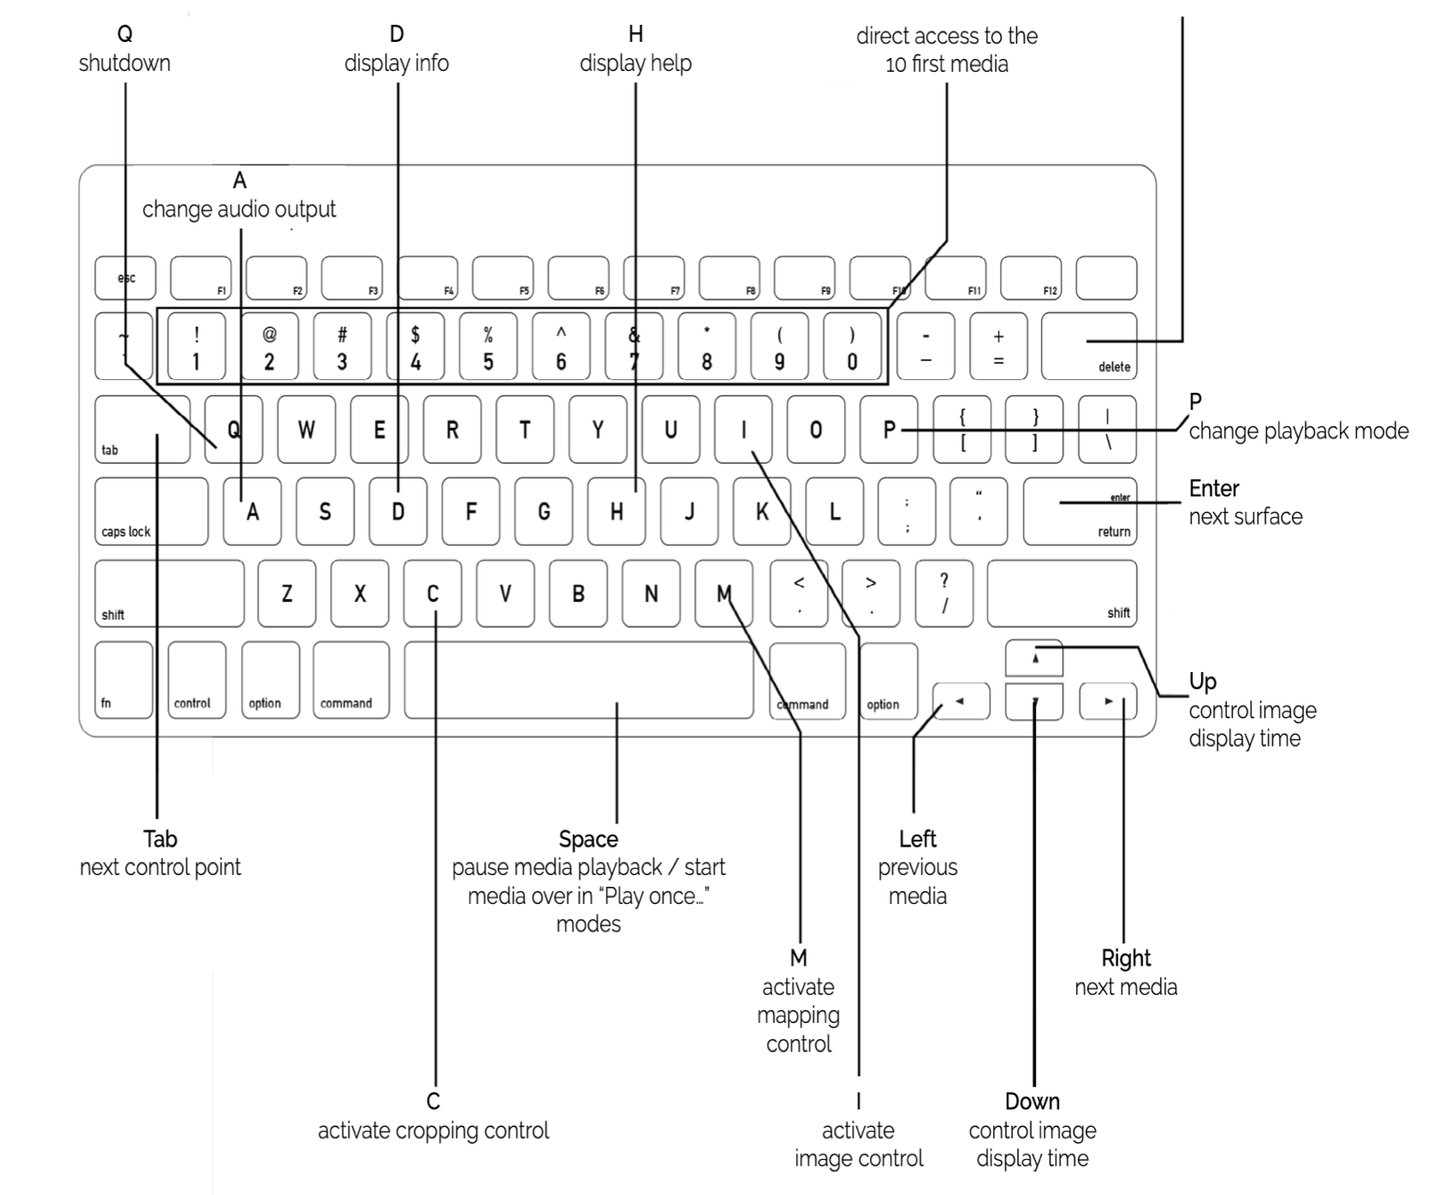 Q
shutdown
D
display info
H
display help
direct access to the
10 first media
A
change audio output
esc
F1
F2
F3
F4
F5
F6
F7
F8
F9
F10
F11
F12
~
! 1
@ 2
# 3
$ 4
% 5
^ 6
& 7
* 8
( 9
) 0
- –
+ =
delete
tab
Q
W
E
R
T
Y
U
I
O
P
{ [
} ]
| \
P
change playback mode
caps lock
A
S
D
F
G
H
J
K
L
: ;
“ ‘
enter
return
Enter
next surface
shift
Z
X
C
V
B
N
M
< .
> .
? /
shift
fn
control
option
command
command
option
▲
◄
▼
►
Up
control image
display time
Tab
next control point
Space
pause media playback / start
media over in “Play once...”
modes
Left
previous
media
M
activate
mapping
control
Right
next media
C
activate cropping control
I
activate
image control
Down
control image
display time